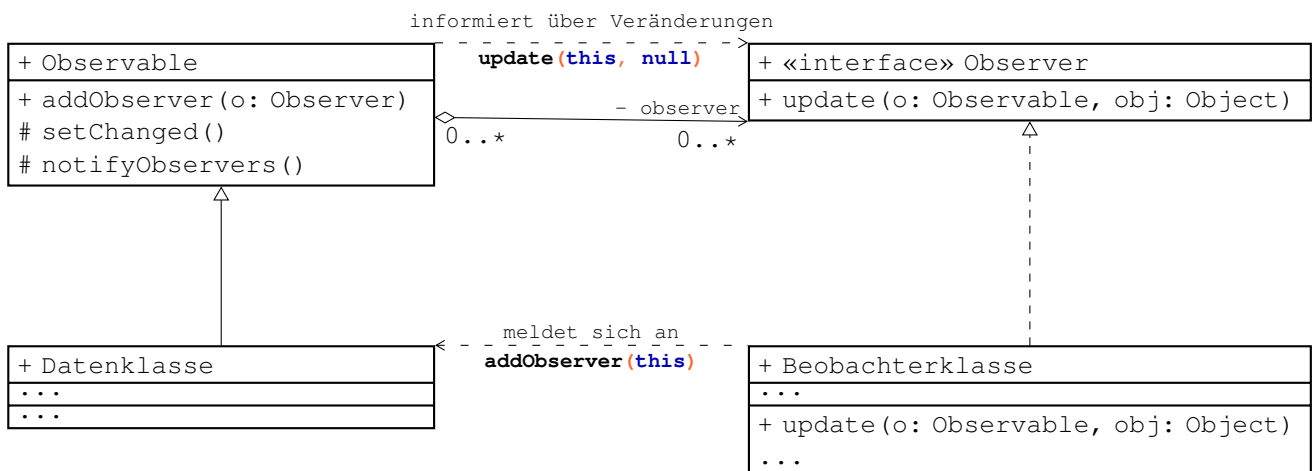 informiert über Veränderungen
update(this, null)
+ Observable
+ addObserver(o: Observer)
# setChanged()
# notifyObservers()
+ «interface» Observer
+ update(o: Observable, obj: Object)
- observer
0..*
0..*
meldet sich an
addObserver(this)
+ Datenklasse
...
...
+ Beobachterklasse
...
+ update(o: Observable, obj: Object)
...